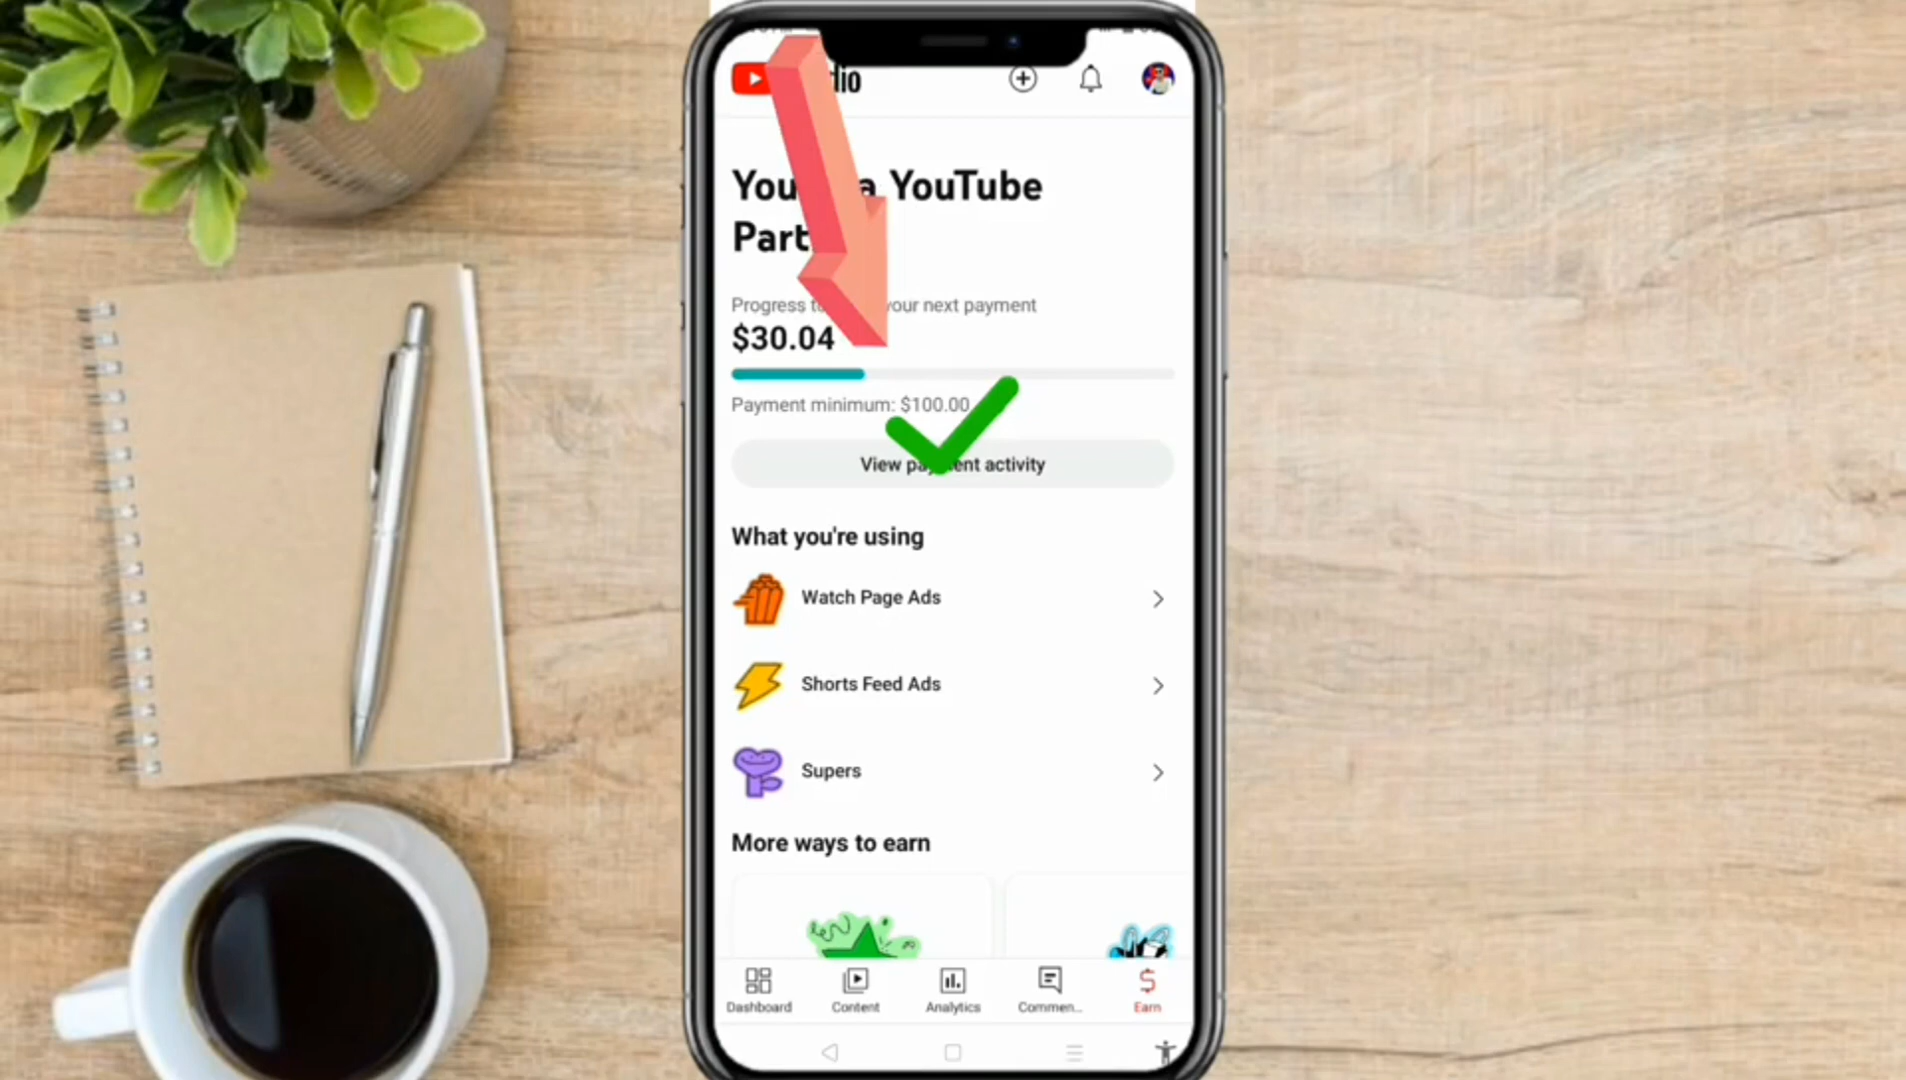 dio
You a YouTube
Part
Progress t your next payment
$30.04
Payment minimum: $100.00
View payment activity
What you're using
Watch Page Ads
Shorts Feed Ads
Supers
More ways to earn
Dashboard Content Analytics Commen... Earn